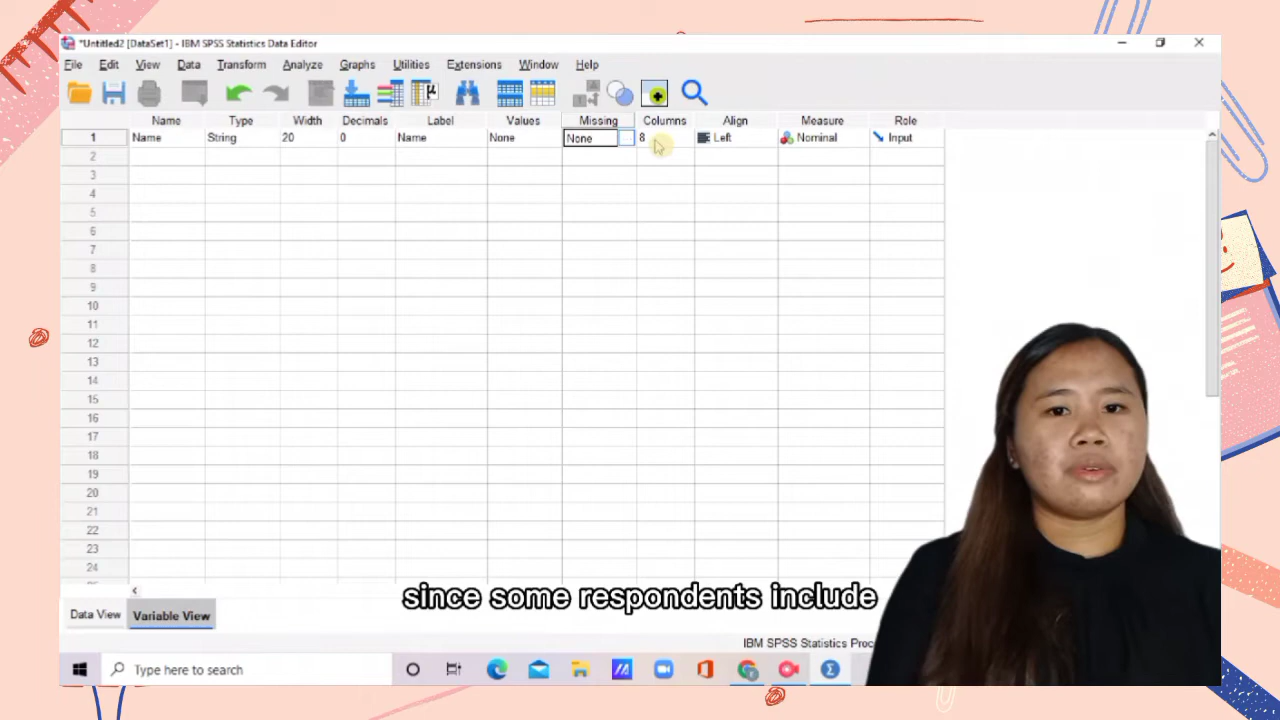 *Untitled2 [DataSet1] - IBM SPSS Statistics Data Editor
File Edit View Data Transform Analyze Graphs Utilities Extensions Window Help
Name Type Width Decimals Label Values Missing Columns Align Measure Role
1 Name String 20 0 Name None None 8 Left Nominal Input
2
3
4
5
6
7
8
9
10
11
12
13
14
15
16
17
18
19
20
21
22
23
24
since some respondents include
Data View Variable View
IBM SPSS Statistics
Type here to search